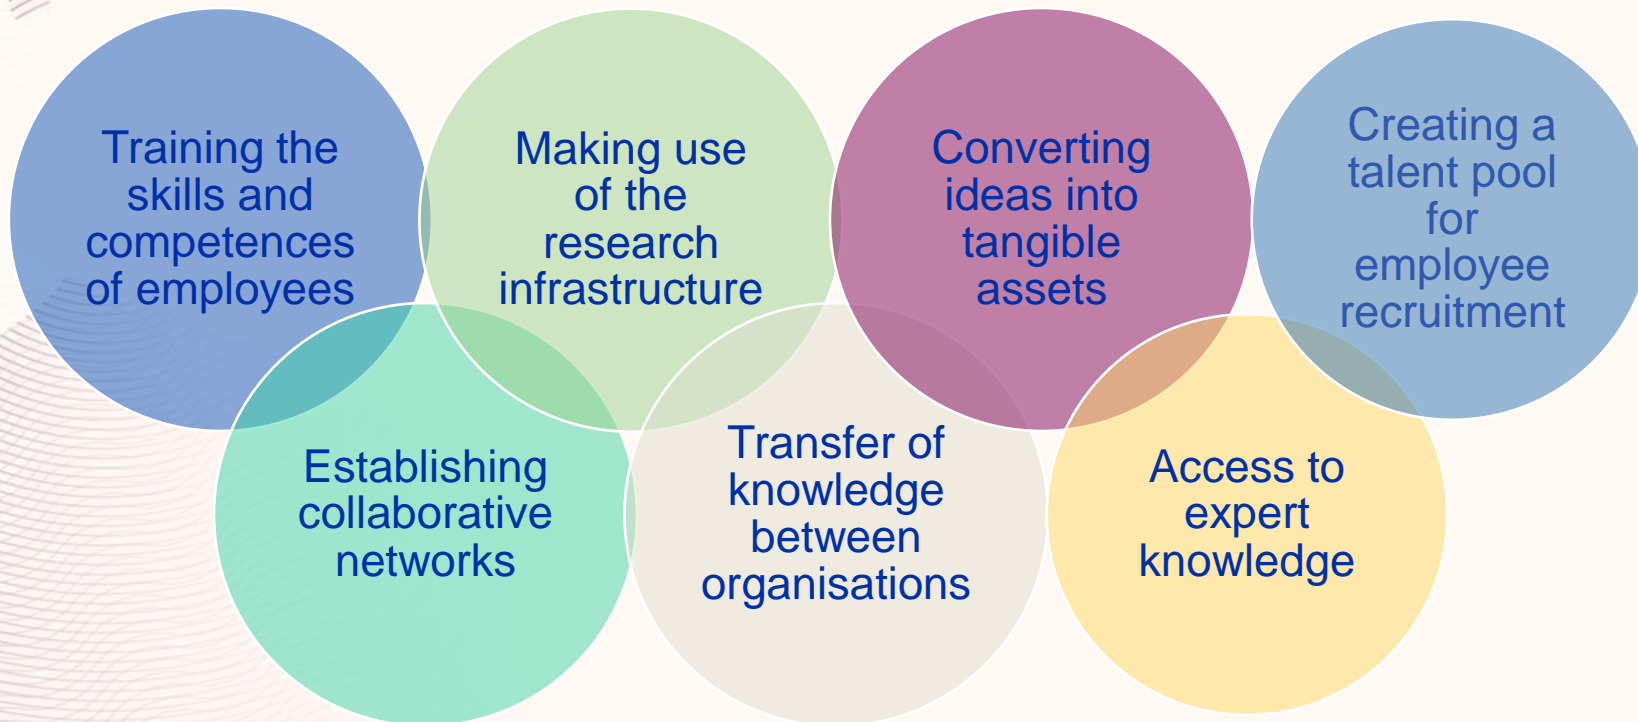 Training the
skills and
competences
of employees
Making use
of the
research
infrastructure
Converting
ideas into
tangible
assets
Creating a
talent pool
for
employee
recruitment
Establishing
collaborative
networks
Transfer of
knowledge
between
organisations
Access to
expert
knowledge